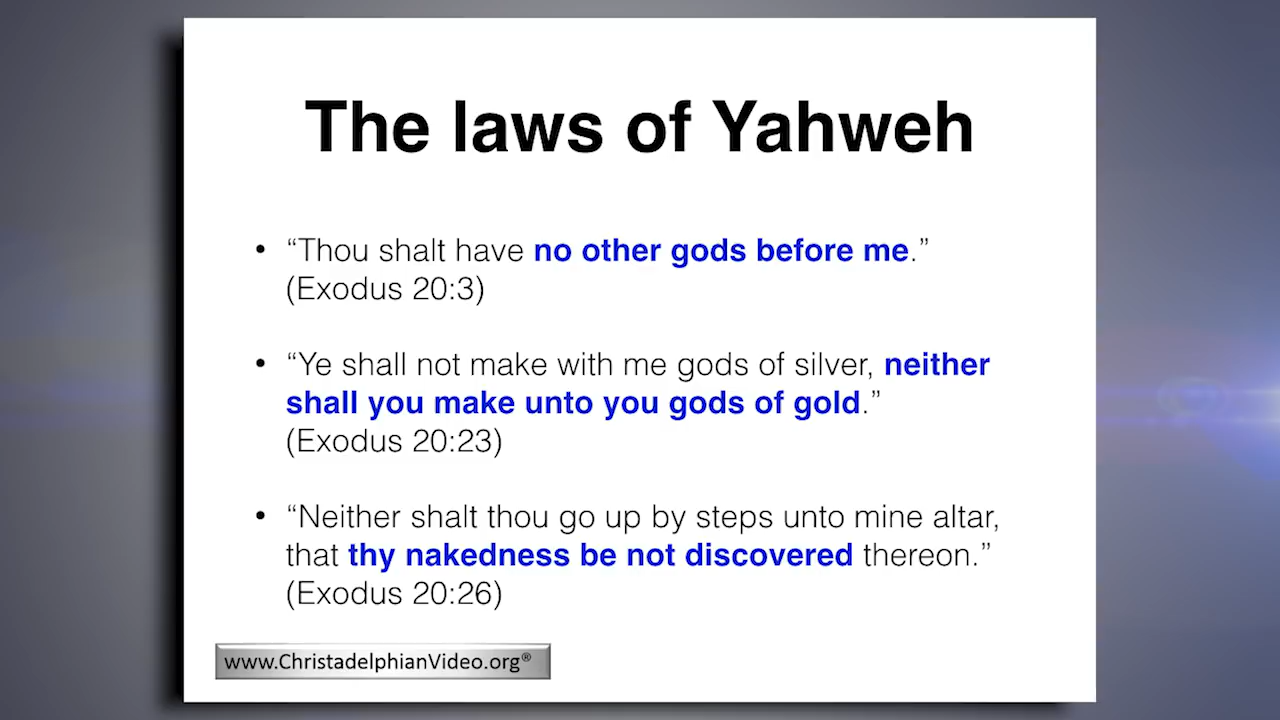 The laws of Yahweh
• “Thou shalt have no other gods before me.”
(Exodus 20:3)
• “Ye shall not make with me gods of silver, neither
shall you make unto you gods of gold.”
(Exodus 20:23)
• “Neither shalt thou go up by steps unto mine altar,
that thy nakedness be not discovered thereon.”
(Exodus 20:26)
www.ChristadelphianVideo.org®